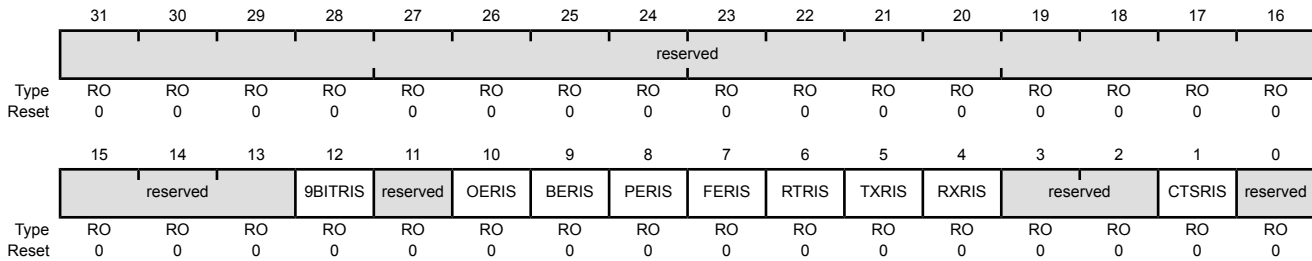 31 30 29 28 27 26 25 24 23 22 21 20 19 18 17 16
reserved
Type RO RO RO RO RO RO RO RO RO RO RO RO RO RO RO RO
Reset 0 0 0 0 0 0 0 0 0 0 0 0 0 0 0 0
15 14 13 12 11 10 9 8 7 6 5 4 3 2 1 0
reserved 9BITRIS reserved OERIS BERIS PERIS FERIS RTRIS TXRIS RXRIS reserved CTSRIS reserved
Type RO RO RO RO RO RO RO RO RO RO RO RO RO RO RO RO
Reset 0 0 0 0 0 0 0 0 0 0 0 0 0 0 0 0